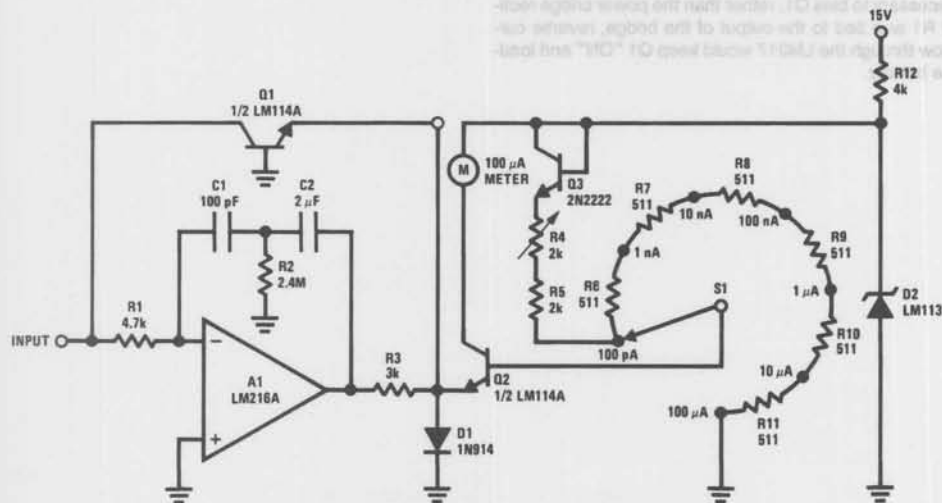 15V
R12
4k
Q1
1/2 LM114A
C1
100 pF
C2
2 µF
R2
2.4M
R1
4.7k
INPUT
A1
LM216A
R3
3k
D1
1N914
Q2
1/2 LM114A
M
100 µA
METER
Q3
2N2222
R4
2k
R5
2k
R6
511
R7
511
R8
511
R9
511
R10
511
R11
511
100 pA
1 nA
10 nA
100 nA
1 µA
10 µA
100 µA
S1
D2
LM113